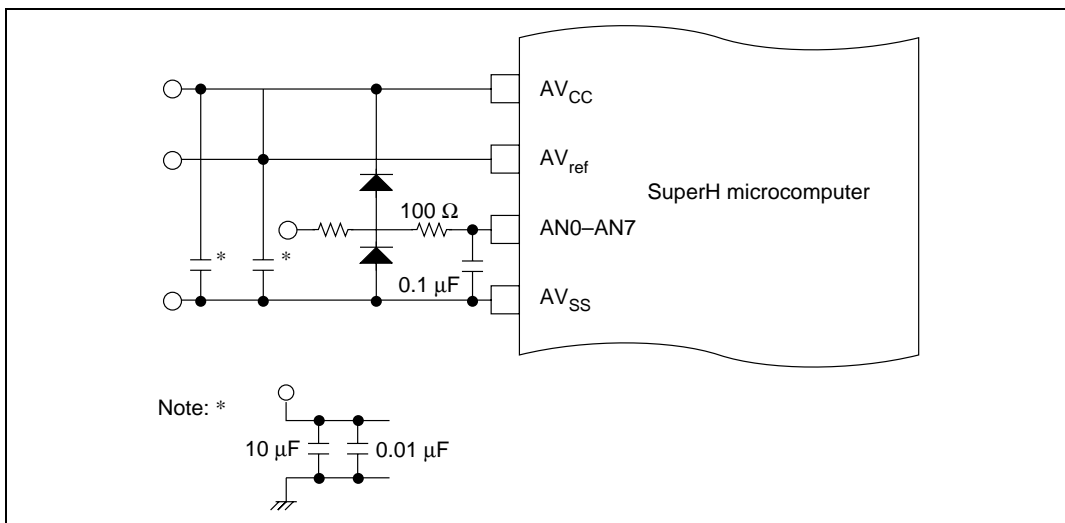 AVCC
AVref
SuperH microcomputer
100 Ω
AN0–AN7
*
*
0.1 μF
AVSS
Note: *
10 μF
0.01 μF